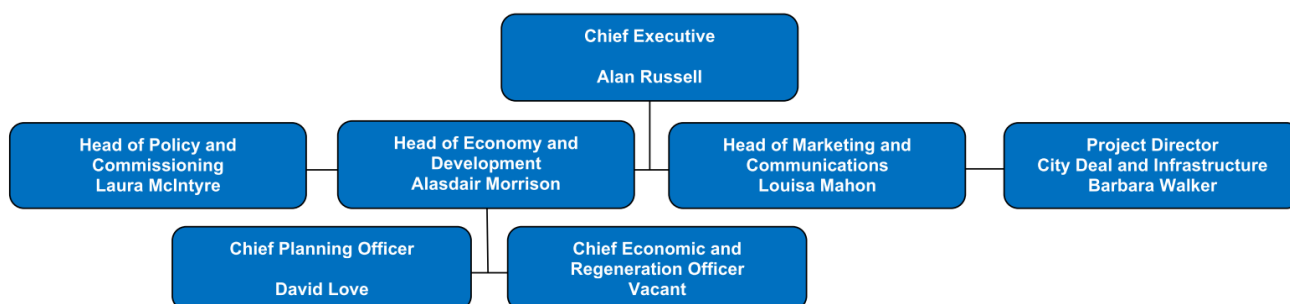 Chief Executive
Alan Russell
Head of Policy and
Commissioning
Laura McIntyre
Head of Economy and
Development
Alasdair Morrison
Head of Marketing and
Communications
Louisa Mahon
Project Director
City Deal and Infrastructure
Barbara Walker
Chief Planning Officer
David Love
Chief Economic and
Regeneration Officer
Vacant